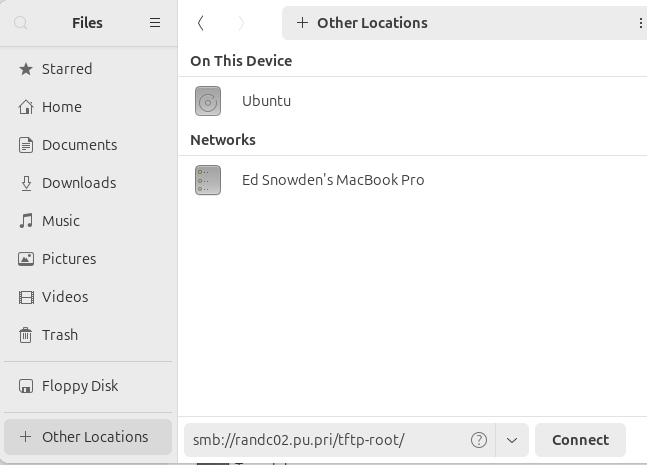 Files
Starred
Home
Documents
Downloads
Music
Pictures
Videos
Trash
Floppy Disk
+ Other Locations
+ Other Locations
On This Device
Ubuntu
Networks
Ed Snowden's MacBook Pro
smb://randc02.pu.pri/tftp-root/
Connect